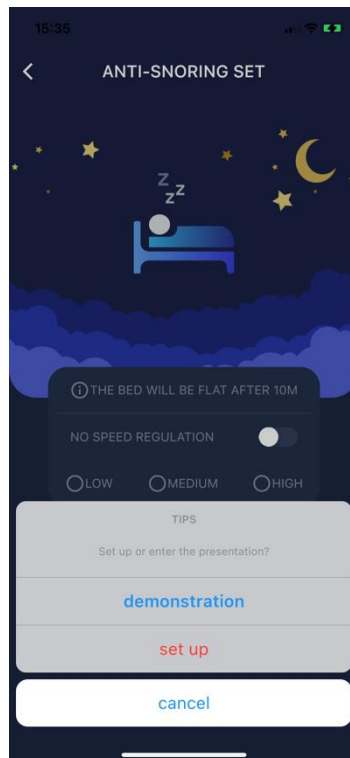 15:35
ANTI-SNORING SET
Z
Z
Z
THE BED WILL BE FLAT AFTER 10M
NO SPEED REGULATION
LOW MEDIUM HIGH
TIPS
Set up or enter the presentation?
demonstration
set up
cancel